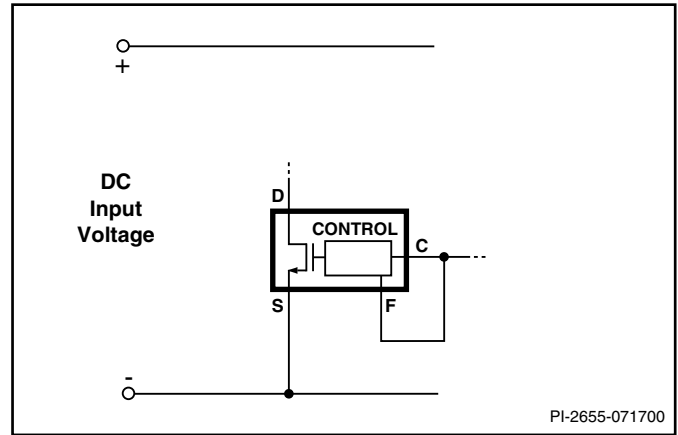 +
DC
Input
Voltage
D
CONTROL
C
S
F
-
PI-2655-071700